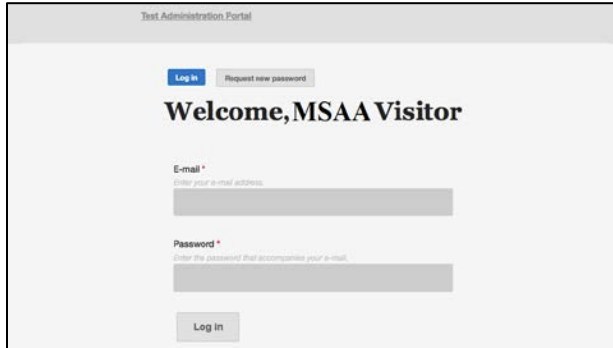 Test Administration Portal
Log in Request new password
Welcome, MSAA Visitor
E-mail *
Enter your e-mail address.
Password *
Enter the password that accompanies your e-mail.
Log in